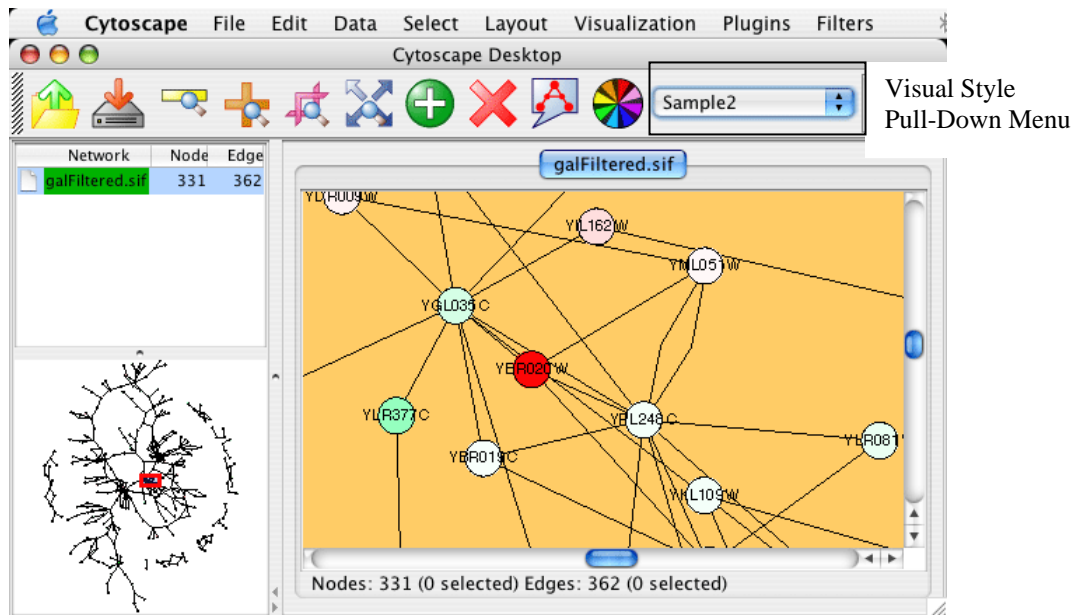 Cytoscape File Edit Data Select Layout Visualization Plugins Filters
Cytoscape Desktop
Sample2
Visual Style
Pull-Down Menu
Network Node Edge
galFiltered.sif 331 362
galFiltered.sif
YIL162W
YML051W
YGL035C
YBR020W
YLR377C
YBR019C
YKL109W
Nodes: 331 (0 selected) Edges: 362 (0 selected)